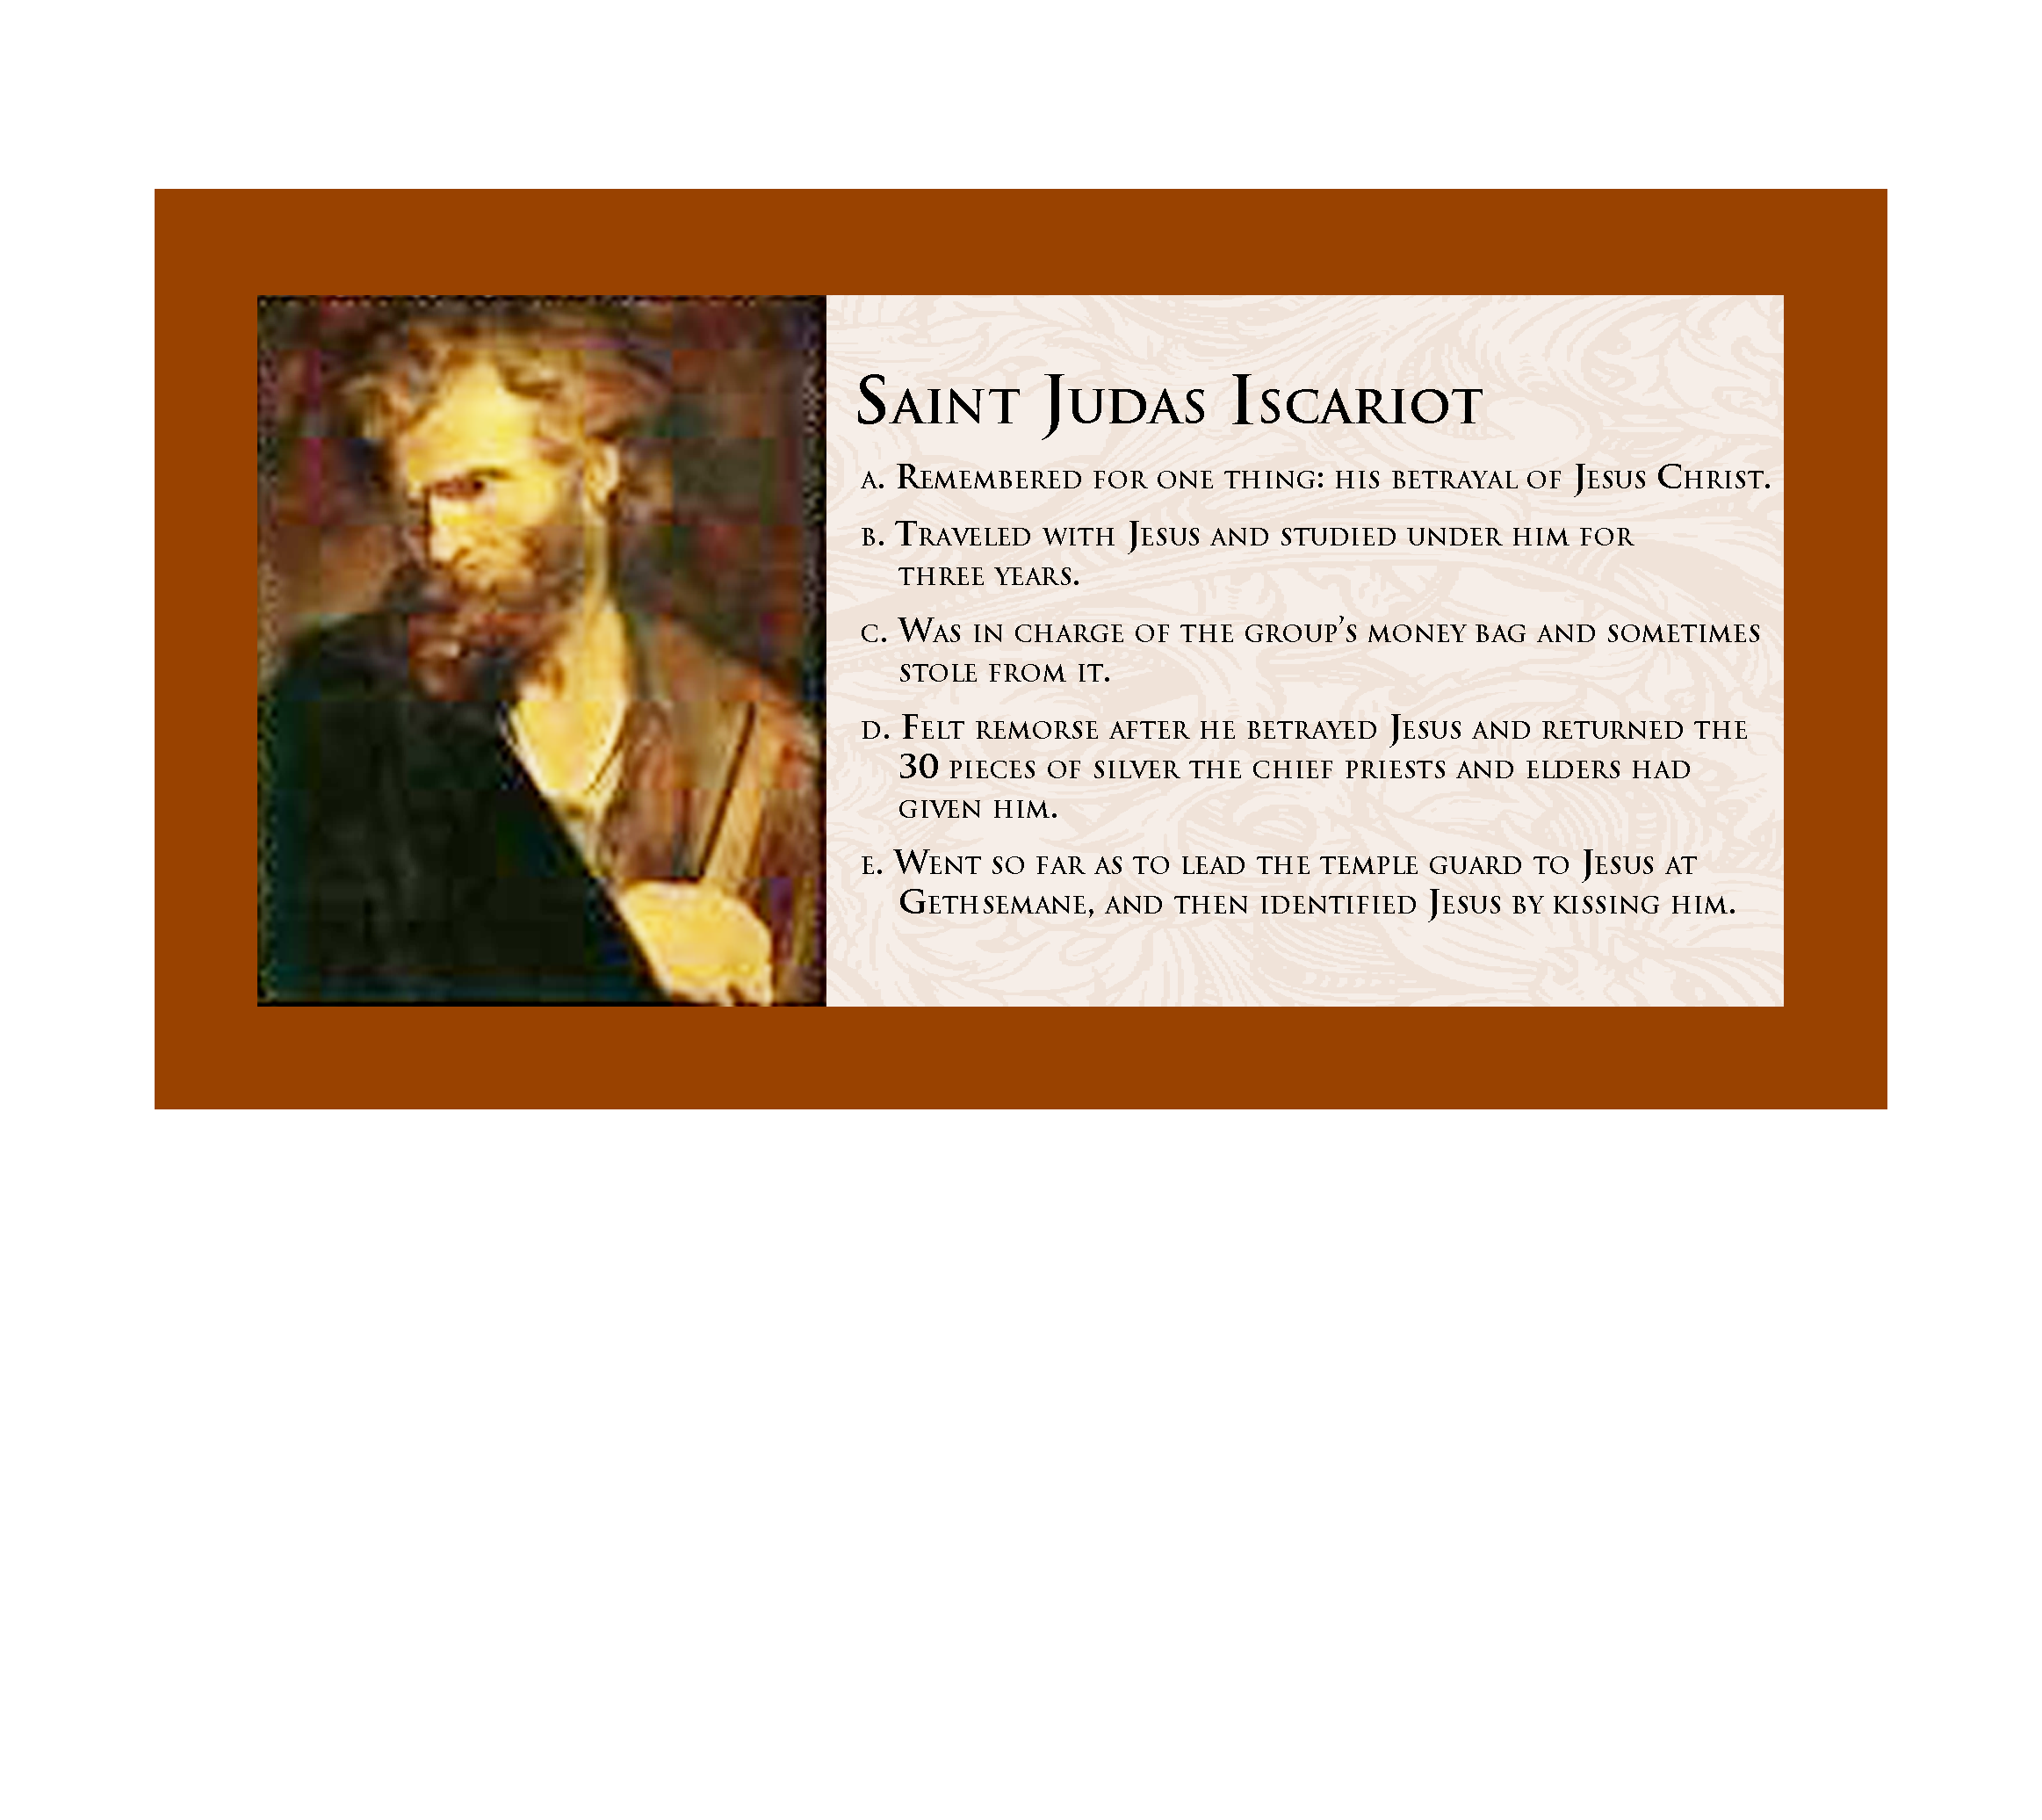 Saint Judas Iscariot
a. Remembered for one thing: his betrayal of Jesus Christ.
b. Traveled with Jesus and studied under him for
three years.
c. Was in charge of the group's money bag and sometimes
stole from it.
d. Felt remorse after he betrayed Jesus and returned the
30 pieces of silver the chief priests and elders had
given him.
e. Went so far as to lead the temple guard to Jesus at
Gethsemane, and then identified Jesus by kissing him.